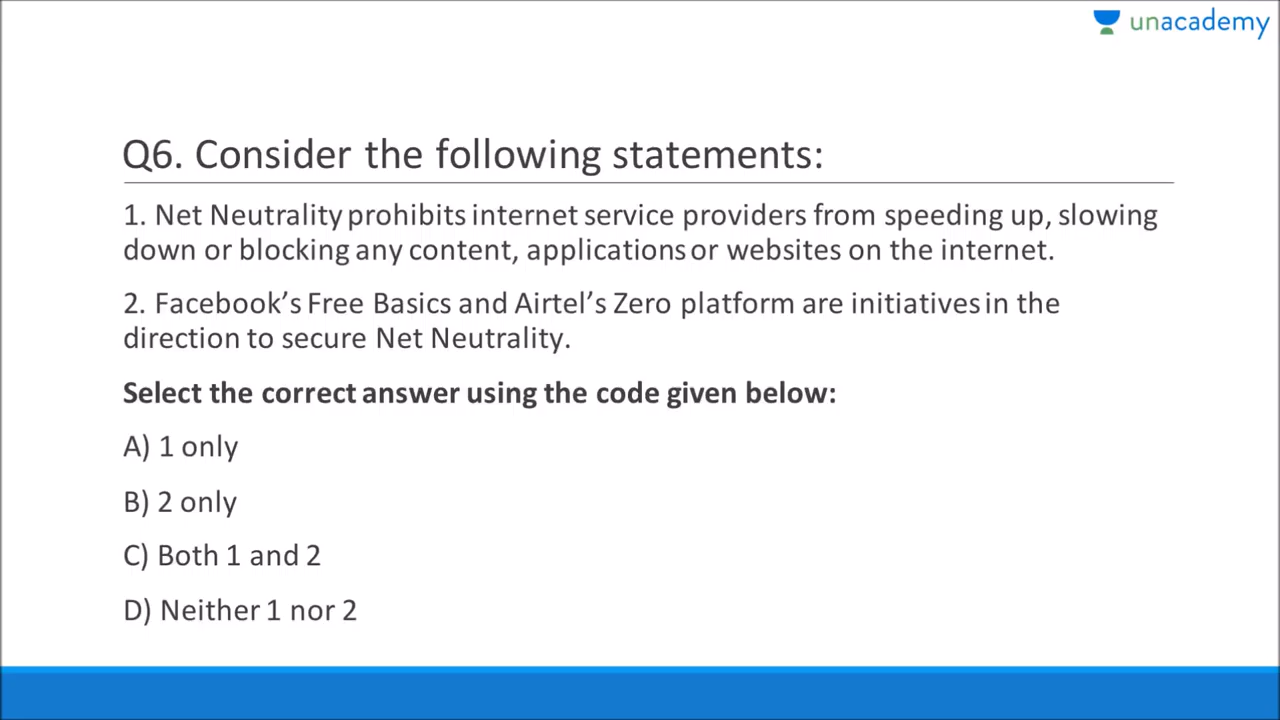 unacademy
Q6. Consider the following statements:
1. Net Neutrality prohibits internet service providers from speeding up, slowing
down or blocking any content, applications or websites on the internet.
2. Facebook’s Free Basics and Airtel’s Zero platform are initiatives in the
direction to secure Net Neutrality.
Select the correct answer using the code given below:
A) 1 only
B) 2 only
C) Both 1 and 2
D) Neither 1 nor 2